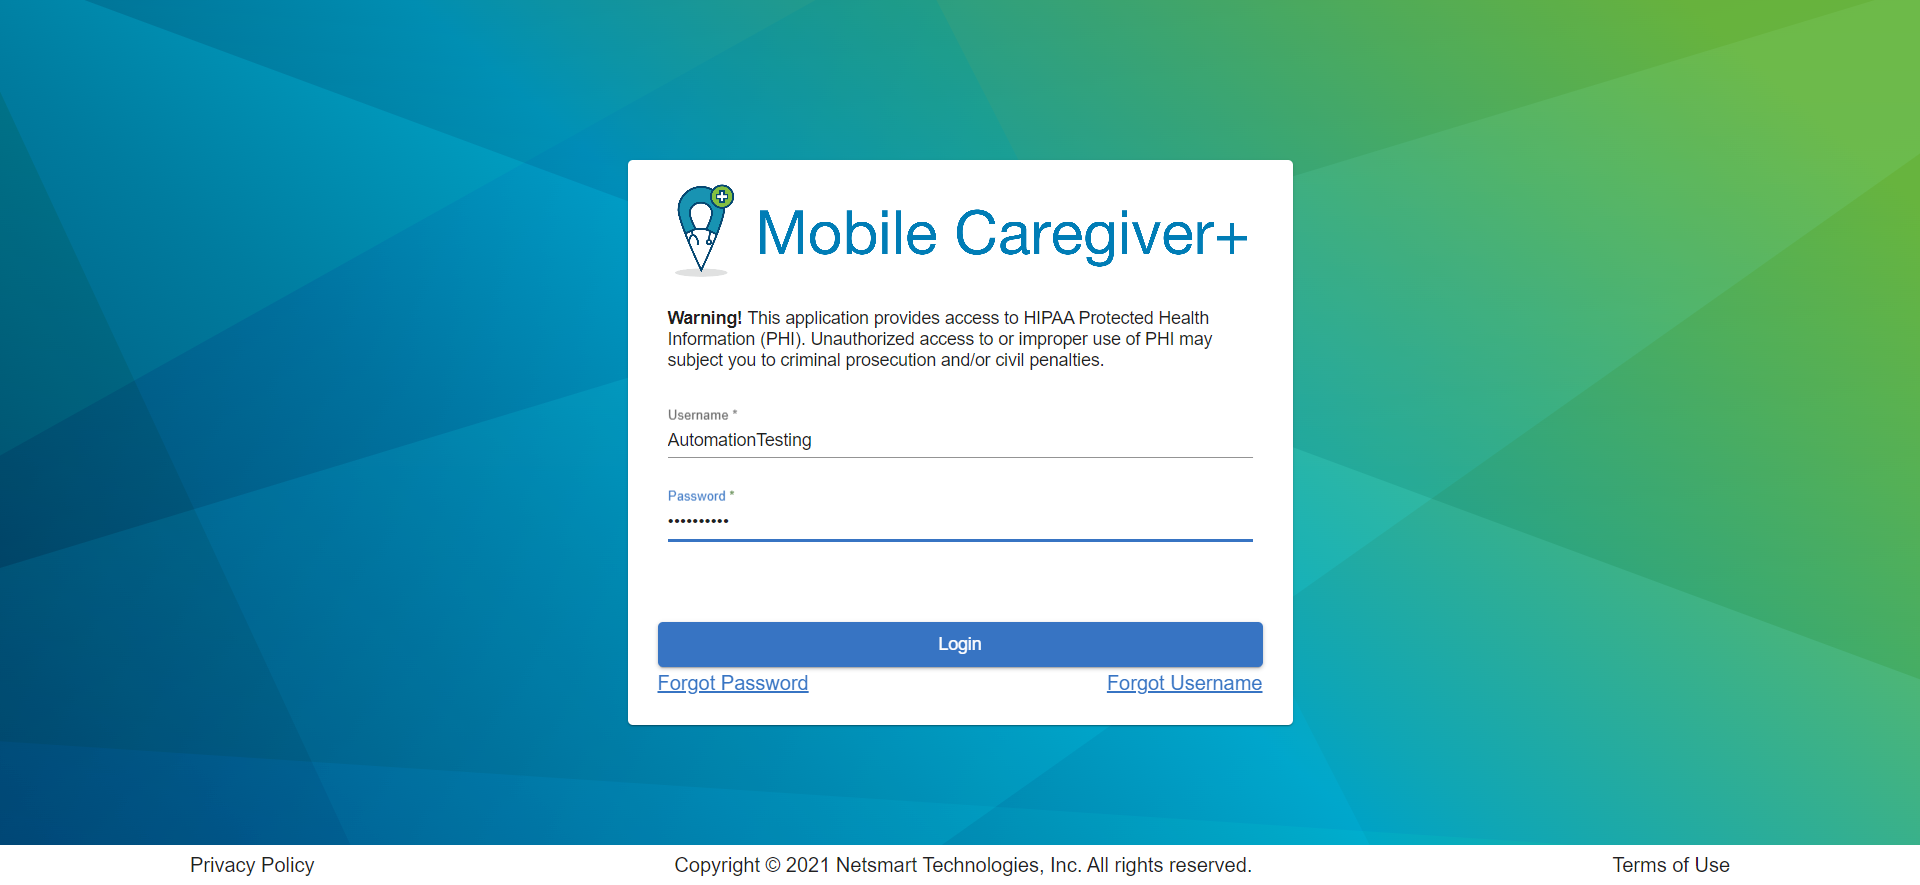 Mobile Caregiver+
Warning! This application provides access to HIPAA Protected Health
Information (PHI). Unauthorized access to or improper use of PHI may
subject you to criminal prosecution and/or civil penalties.
Username *
AutomationTesting
Password *
••••••••••
Login
Forgot Password Forgot Username
Privacy Policy Copyright © 2021 Netsmart Technologies, Inc. All rights reserved. Terms of Use